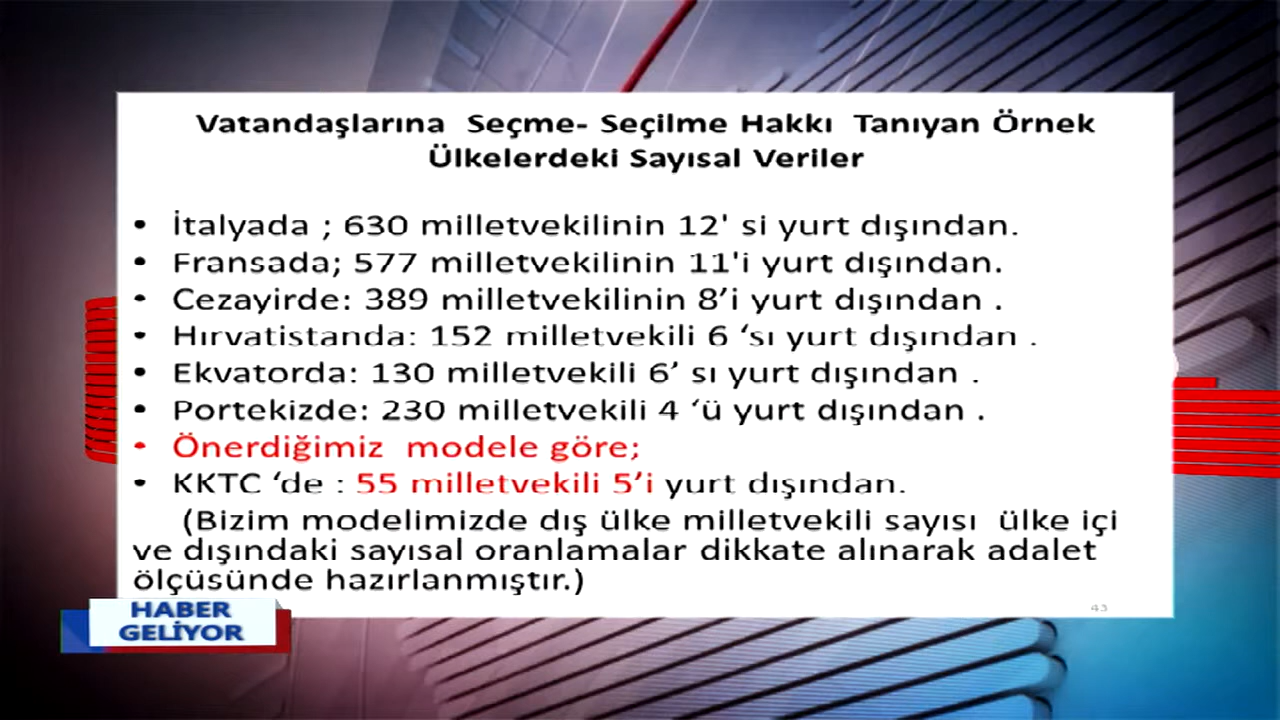 Vatandaşlarına Seçme- Seçilme Hakkı Tanıyan Örnek
Ülkelerdeki Sayısal Veriler
• İtalyada ; 630 milletvekilinin 12' si yurt dışından.
• Fransada; 577 milletvekilinin 11'i yurt dışından.
• Cezayirde: 389 milletvekilinin 8’i yurt dışından .
• Hırvatistanda: 152 milletvekili 6 ‘sı yurt dışından .
• Ekvatorda: 130 milletvekili 6’ sı yurt dışından .
• Portekizde: 230 milletvekili 4 ‘ü yurt dışından .
• Önerdiğimiz modele göre;
• KKTC ‘de : 55 milletvekili 5’i yurt dışından.
(Bizim modelimizde dış ülke milletvekili sayısı ülke içi
ve dışındaki sayısal oranlamalar dikkate alınarak adalet
ölçüsünde hazırlanmıştır.)
43
HABER
GELİYOR